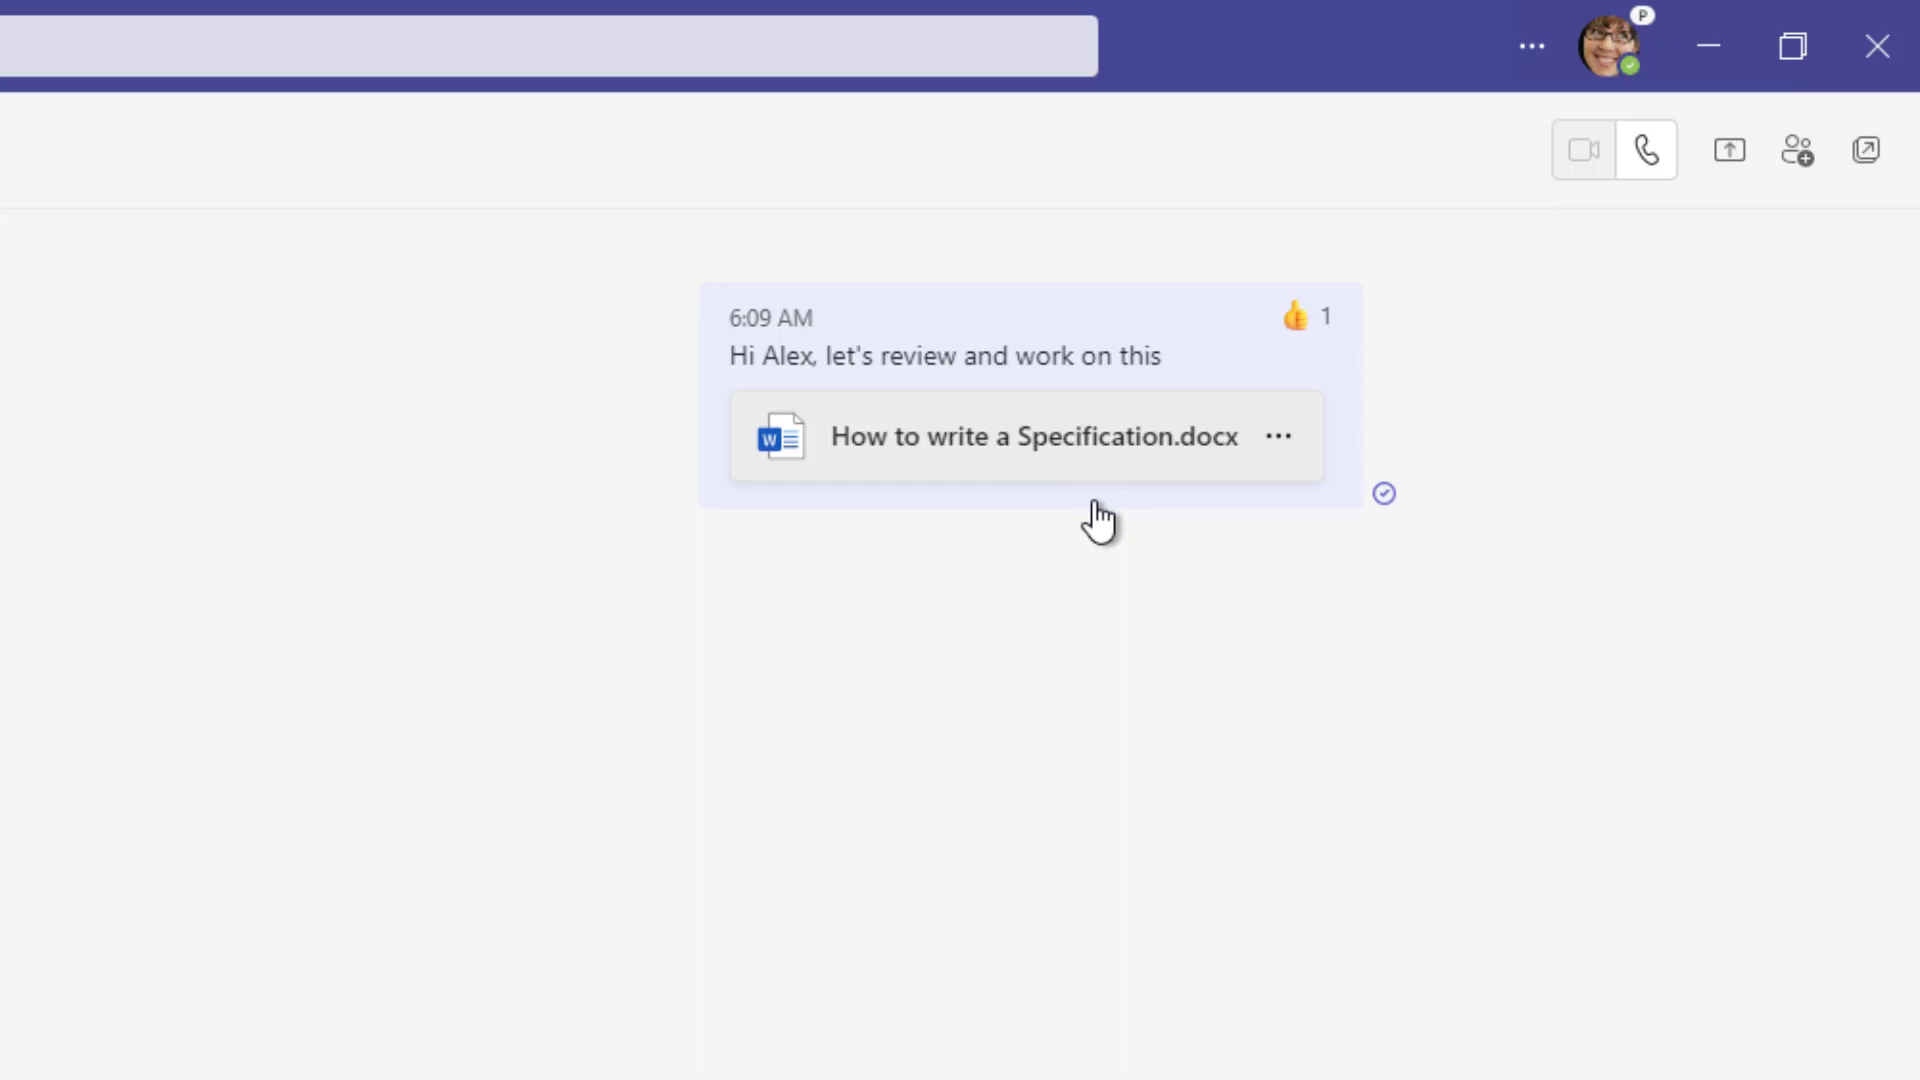 P
6:09 AM
👍 1
Hi Alex, let's review and work on this
W
How to write a Specification.docx